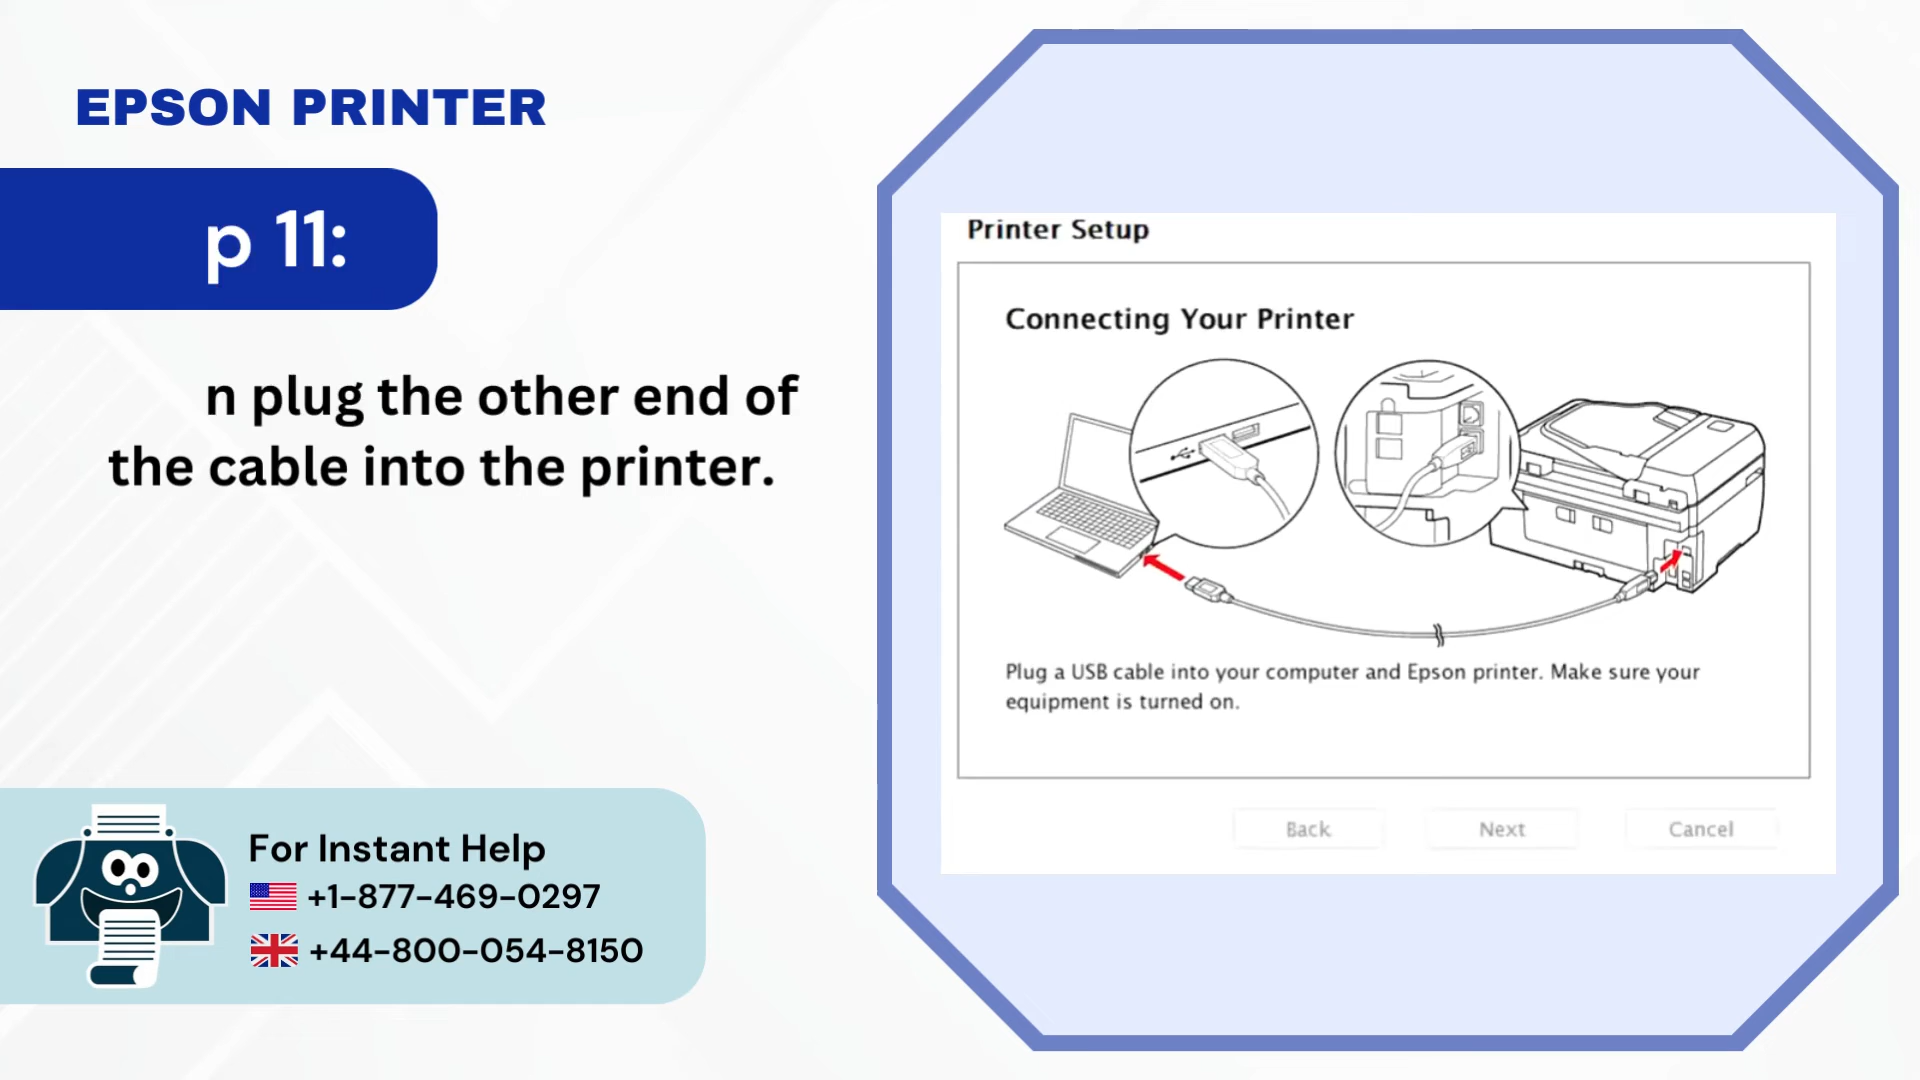 EPSON PRINTER
p 11:
n plug the other end of
the cable into the printer.
For Instant Help
+1-877-469-0297
+44-800-054-8150
Printer Setup
Connecting Your Printer
Plug a USB cable into your computer and Epson printer. Make sure your
equipment is turned on.
Back Next Cancel